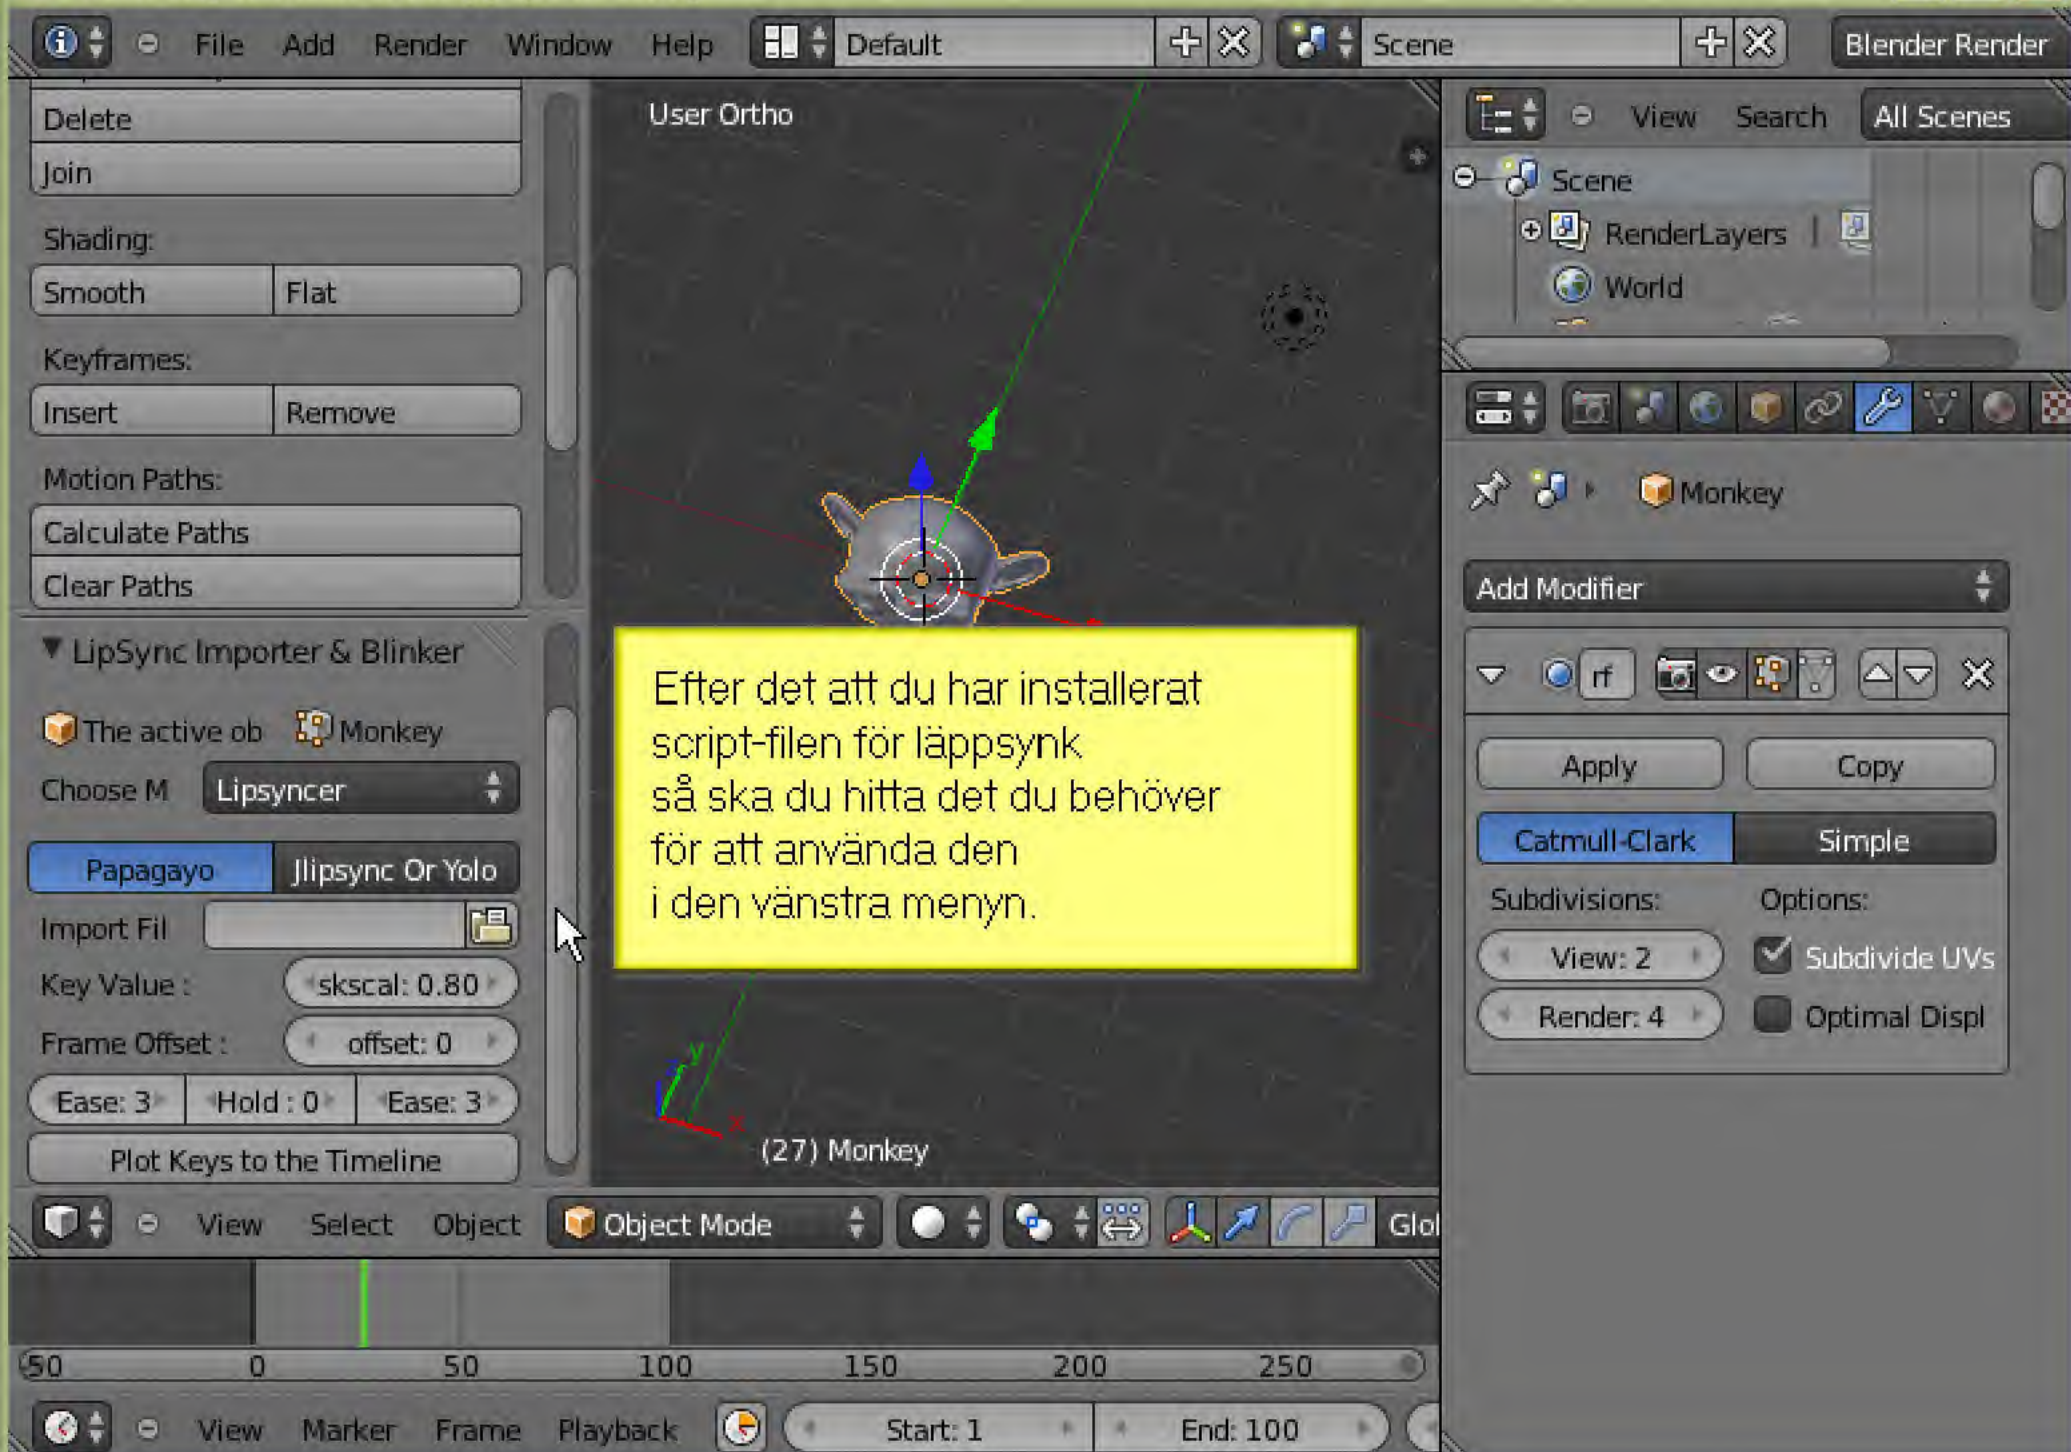 File Add Render Window Help Default Scene Blender Render
Delete
Join
Shading:
Smooth Flat
Keyframes:
Insert Remove
Motion Paths:
Calculate Paths
Clear Paths
LipSync Importer & Blinker
The active ob Monkey
Choose M Lipsyncer
Papagayo Jlipsync Or Yolo
Import Fil
Key Value : skscal: 0.80
Frame Offset : offset: 0
Ease: 3 Hold : 0 Ease: 3
Plot Keys to the Timeline
User Ortho
Efter det att du har installerat
script-filen för läppsynk
så ska du hitta det du behöver
för att använda den
i den vänstra menyn.
y
x
(27) Monkey
View Search All Scenes
Scene
RenderLayers
World
Monkey
Add Modifier
rf
Apply Copy
Catmull-Clark Simple
Subdivisions: Options:
View: 2 Subdivide UVs
Render: 4 Optimal Displ
View Select Object Object Mode Glol
-50 0 50 100 150 200 250
View Marker Frame Playback Start: 1 End: 100